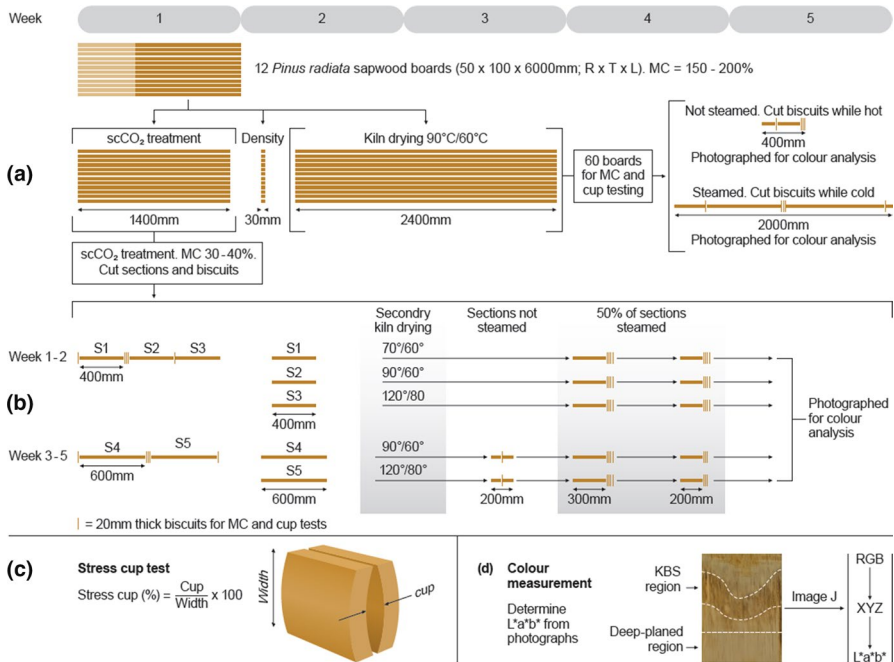 Week 1 2 3 4 5
12 Pinus radiata sapwood boards (50 x 100 x 6000mm; R x T x L). MC = 150 - 200%
scCO₂ treatment
Density
Kiln drying 90°C/60°C
Not steamed. Cut biscuits while hot
400mm
Photographed for colour analysis
(a)
60 boards
for MC and
cup testing
Steamed. Cut biscuits while cold
2000mm
Photographed for colour analysis
1400mm
30mm
2400mm
scCO₂ treatment. MC 30-40%.
Cut sections and biscuits
Secondry
kiln drying
Sections not
steamed
50% of sections
steamed
Week 1-2
S1 S2 S3
400mm
S1
S2
S3
400mm
70°/60°
90°/60°
120°/80
(b)
Photographed
for colour
analysis
Week 3-5
S4 S5
600mm
S4
S5
600mm
90°/60°
120°/80°
200mm
300mm
200mm
| = 20mm thick biscuits for MC and cup tests
(c)
Stress cup test
Stress cup (%) = Cup
Width
x 100
Width
cup
(d) Colour
measurement
Determine
L*a*b* from
photographs
KBS
region
Deep-planed
region
Image J
RGB
XYZ
L*a*b*